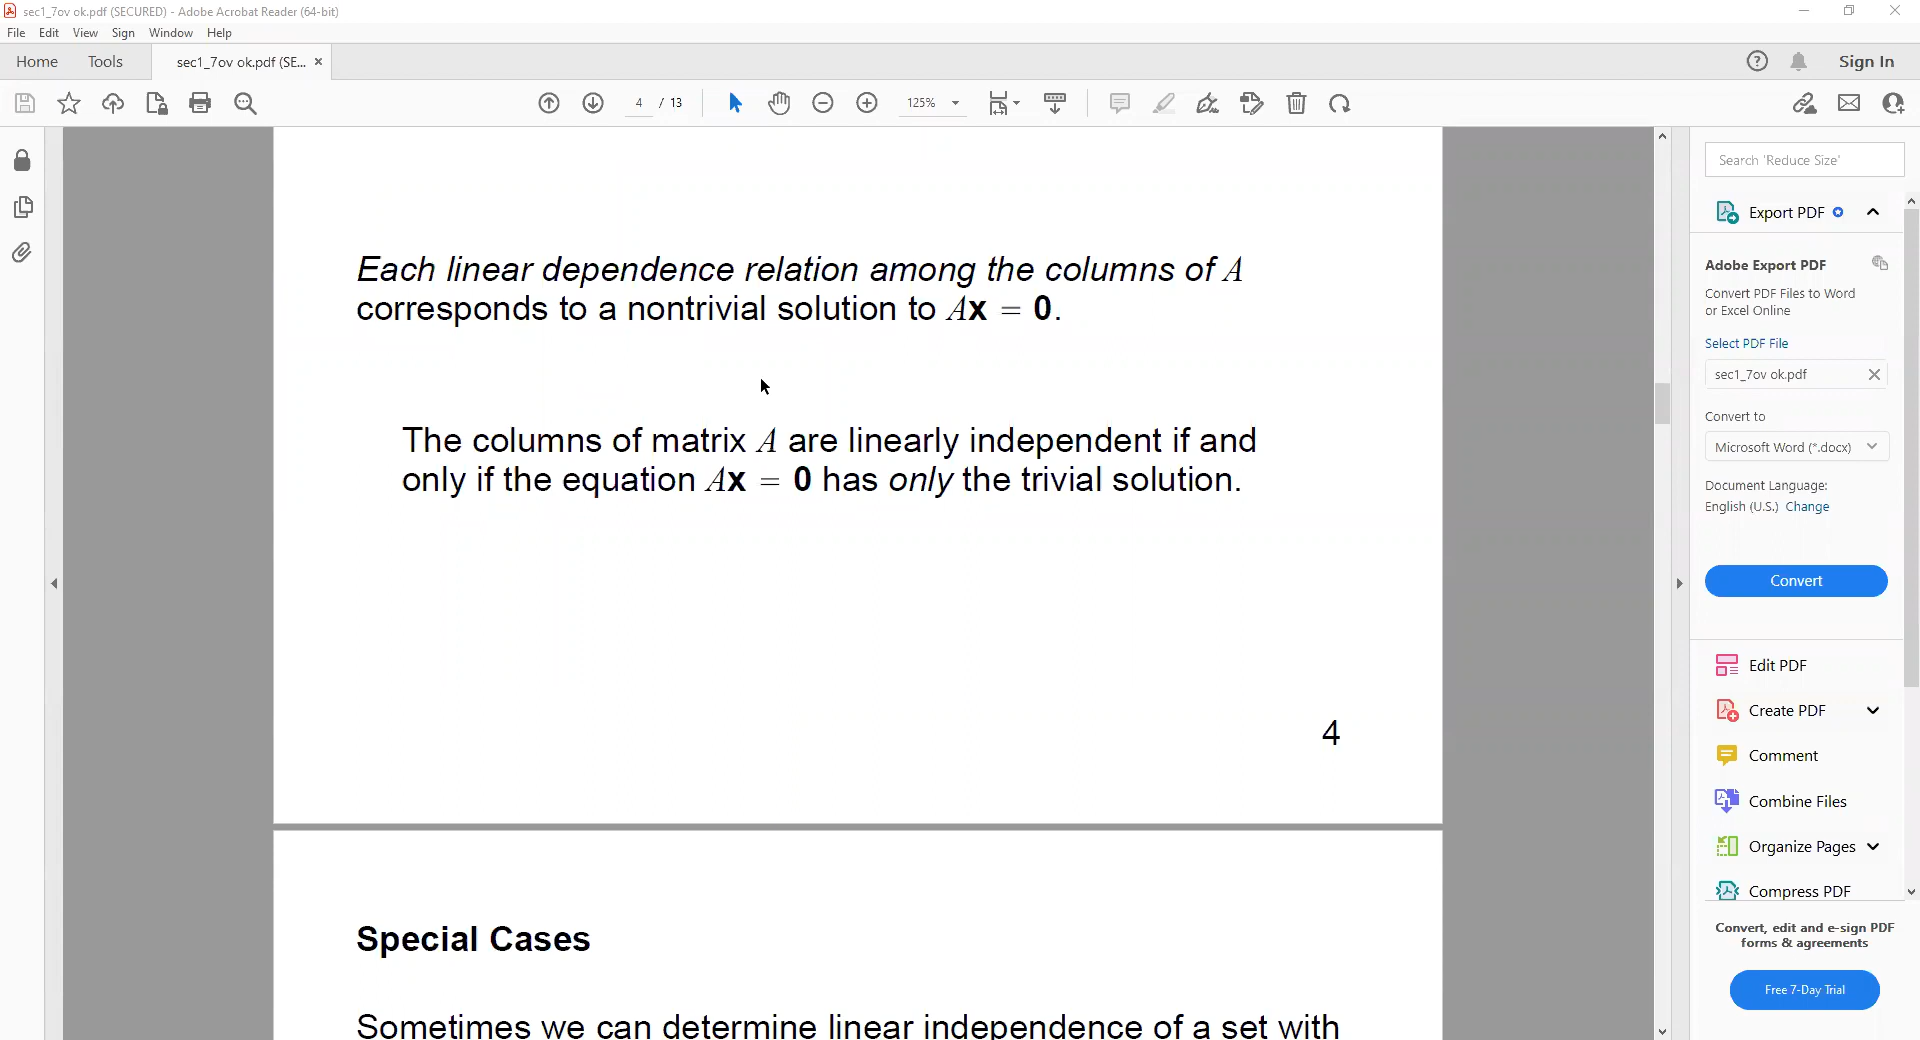 sec1_7ov ok.pdf (SECURED) - Adobe Acrobat Reader (64-bit)
File Edit View Sign Window Help
Home Tools sec1_7ov ok.pdf (SE... × Sign In
4 / 13 125%
Search 'Reduce Size'
Export PDF
Adobe Export PDF
Convert PDF Files to Word
or Excel Online
Select PDF File
sec1_7ov ok.pdf
Convert to
Microsoft Word (*.docx)
Document Language:
English (U.S.) Change
Convert
Edit PDF
Create PDF
Comment
Combine Files
Organize Pages
Compress PDF
Convert, edit and e-sign PDF
forms & agreements
Free 7-Day Trial
Each linear dependence relation among the columns of A
corresponds to a nontrivial solution to Ax = 0.
The columns of matrix A are linearly independent if and
only if the equation Ax = 0 has only the trivial solution.
4
Special Cases
Sometimes we can determine linear independence of a set with